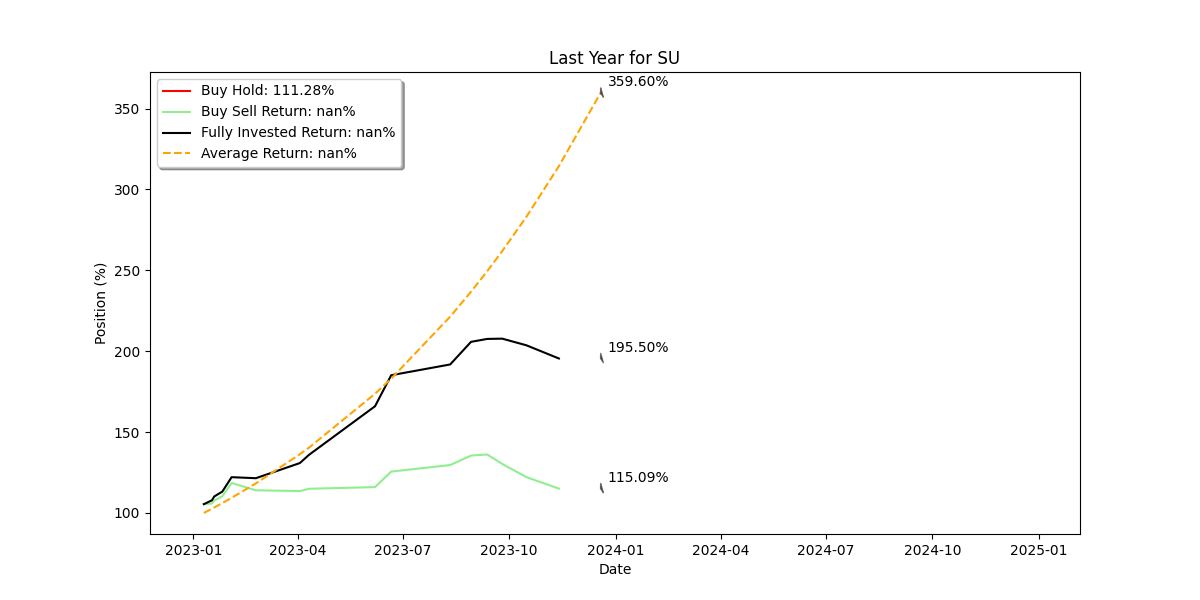 Last Year for SU
359.60%
Buy Hold: 111.28%
Buy Sell Return: nan%
Fully Invested Return: nan%
Average Return: nan%
350
300
250
200
150
100
Position (%)
195.50%
115.09%
2023-01 2023-04 2023-07 2023-10 2024-01 2024-04 2024-07 2024-10 2025-01
Date